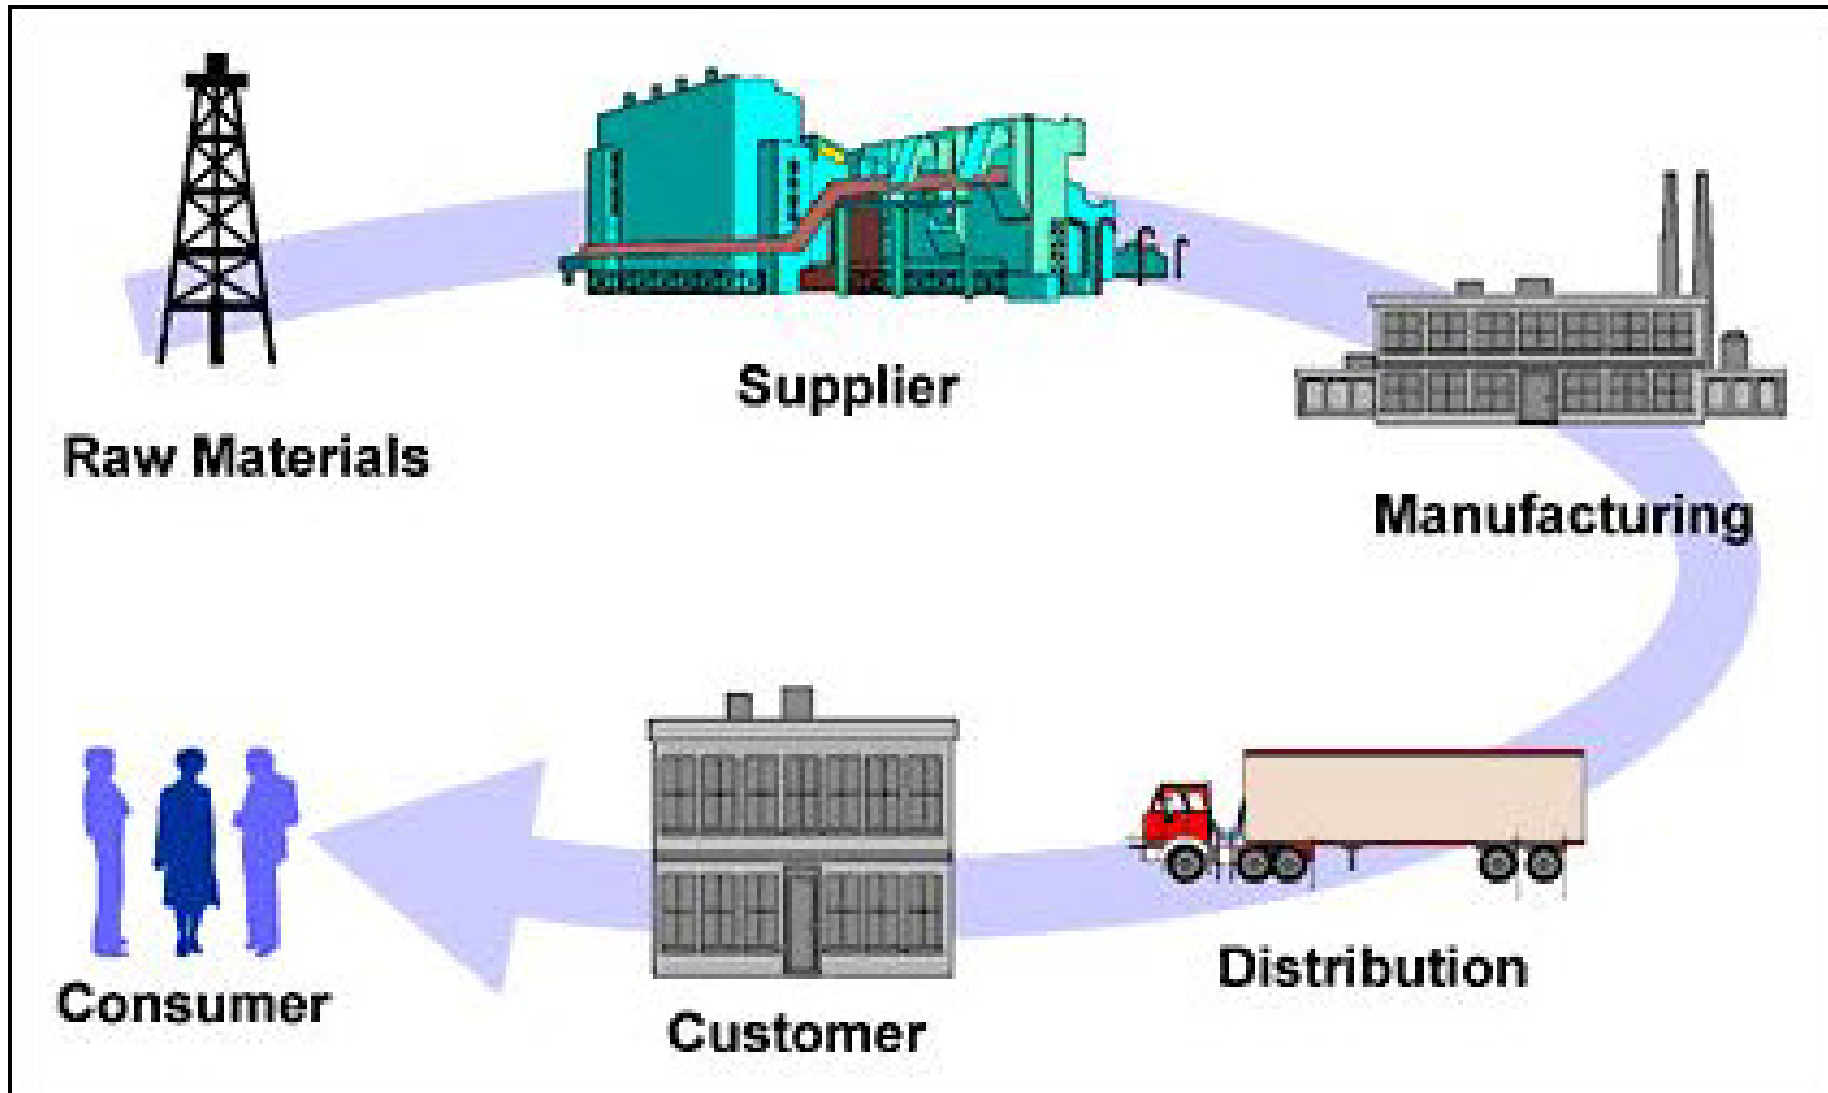 Raw Materials
Supplier
Manufacturing
Distribution
Customer
Consumer